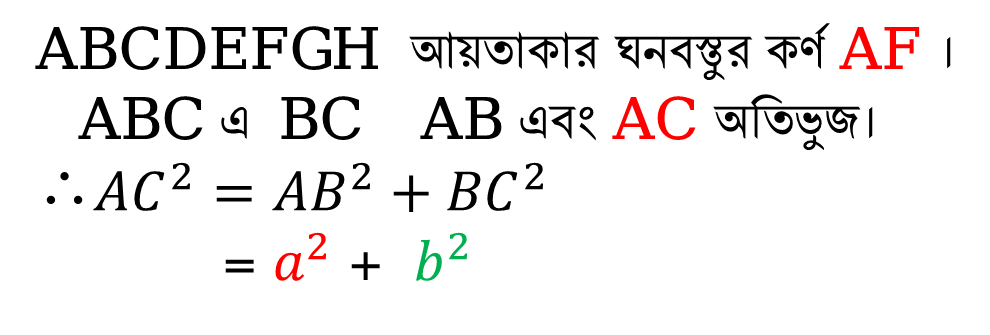 ABCDEFGH আয়তাকার ঘনবস্তুর কর্ণ AF ।
ABC এ BC AB এবং AC অতিভুজ।
∴ AC² = AB² + BC²
= a² + b²